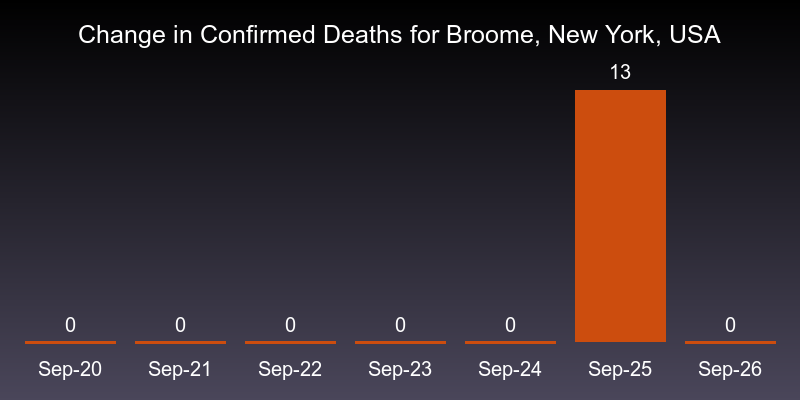 Change in Confirmed Deaths for Broome, New York, USA
13
0 0 0 0 0 0
Sep-20 Sep-21 Sep-22 Sep-23 Sep-24 Sep-25 Sep-26